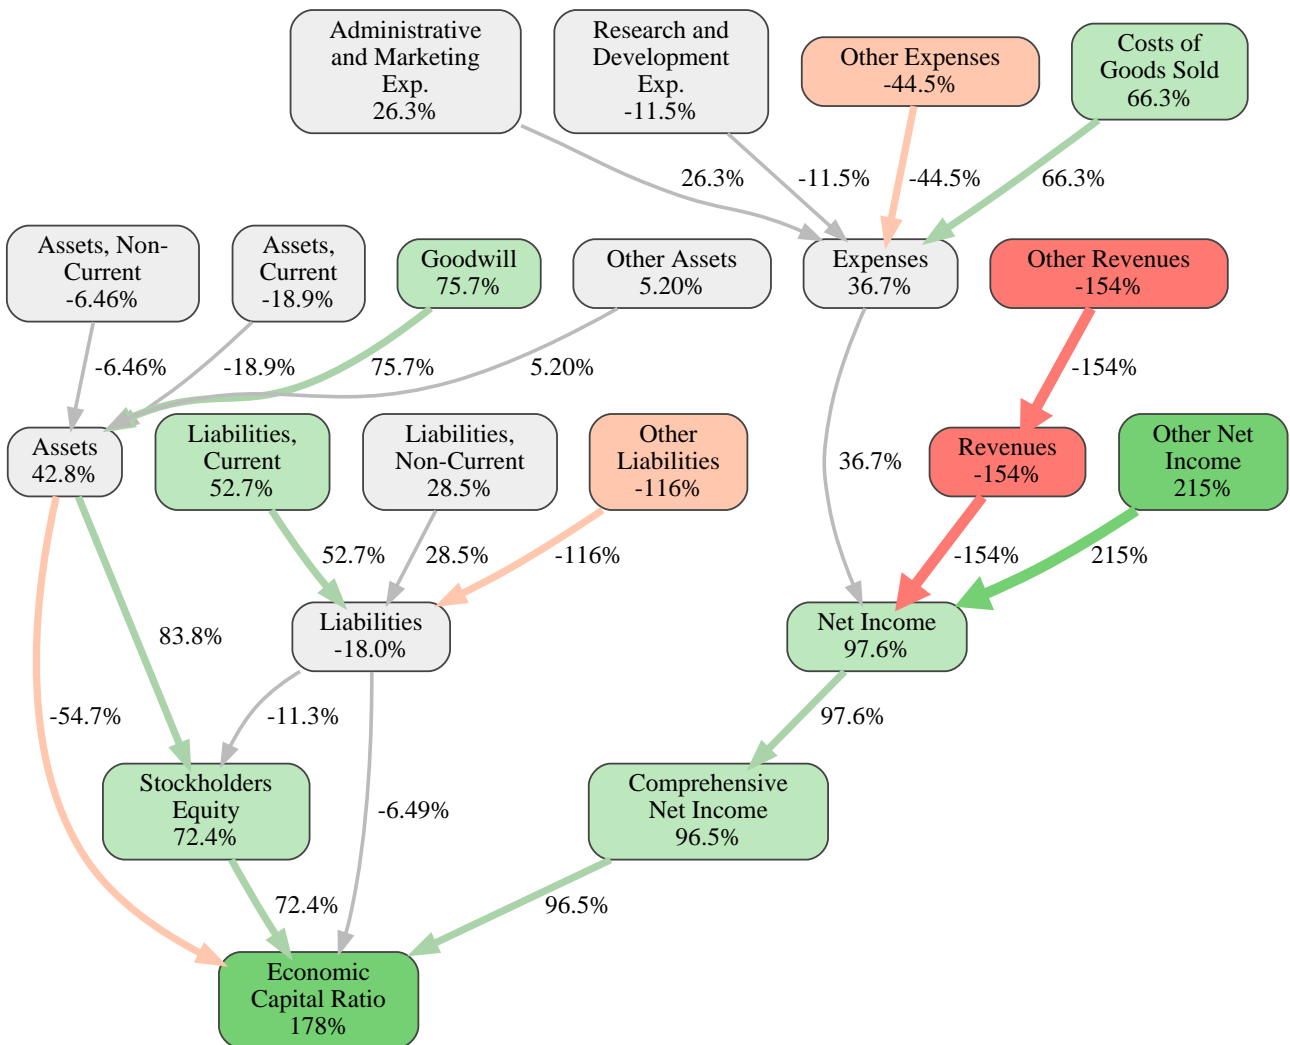 Administrative
and Marketing
Exp.
26.3%
Research and
Development
Exp.
-11.5%
Other Expenses
-44.5%
Costs of
Goods Sold
66.3%
26.3%
-11.5%
-44.5%
66.3%
Assets, Non-
Current
-6.46%
Assets,
Current
-18.9%
Goodwill
75.7%
Other Assets
5.20%
Expenses
36.7%
Other Revenues
-154%
-6.46%
-18.9%
75.7%
5.20%
-154%
Assets
42.8%
Liabilities,
Current
52.7%
Liabilities,
Non-Current
28.5%
Other
Liabilities
-116%
36.7%
Revenues
-154%
Other Net
Income
215%
52.7%
28.5%
-116%
-154%
215%
83.8%
Liabilities
-18.0%
Net Income
97.6%
-54.7%
-11.3%
97.6%
Stockholders
Equity
72.4%
-6.49%
Comprehensive
Net Income
96.5%
72.4%
96.5%
Economic
Capital Ratio
178%